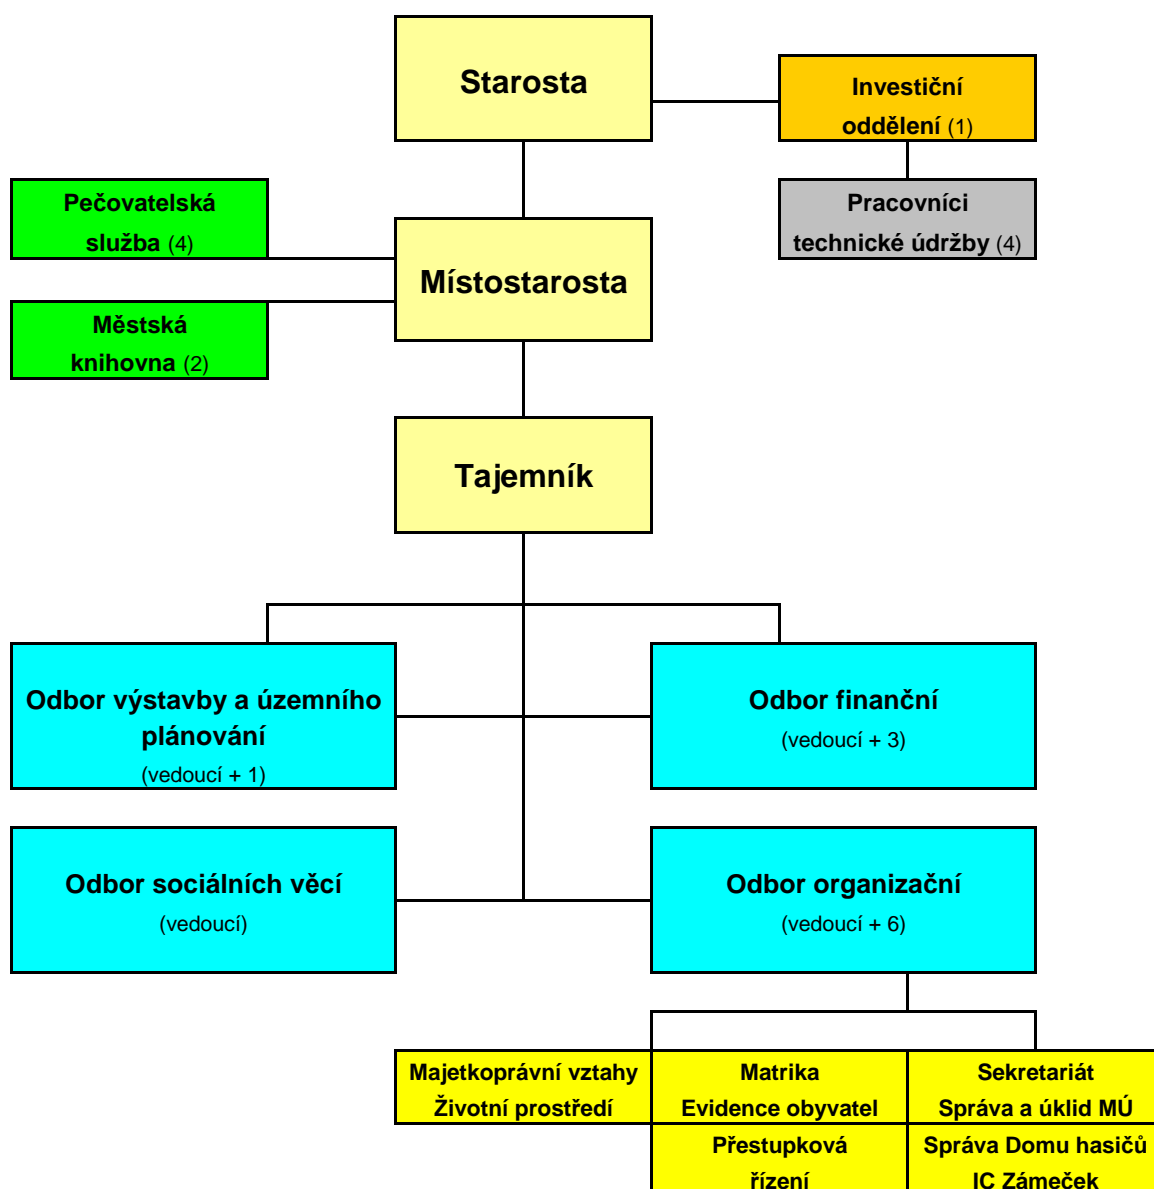 Starosta
Investiční
oddělení (1)
Pečovatelská
služba (4)
Pracovníci
technické údržby (4)
Místostarosta
Městská
knihovna (2)
Tajemník
Odbor výstavby a územního
plánování
(vedoucí + 1)
Odbor finanční
(vedoucí + 3)
Odbor sociálních věcí
(vedoucí)
Odbor organizační
(vedoucí + 6)
Majetkoprávní vztahy
Životní prostředí
Matrika
Evidence obyvatel
Sekretariát
Správa a úklid MÚ
Přestupková
řízení
Správa Domu hasičů
IC Zámeček